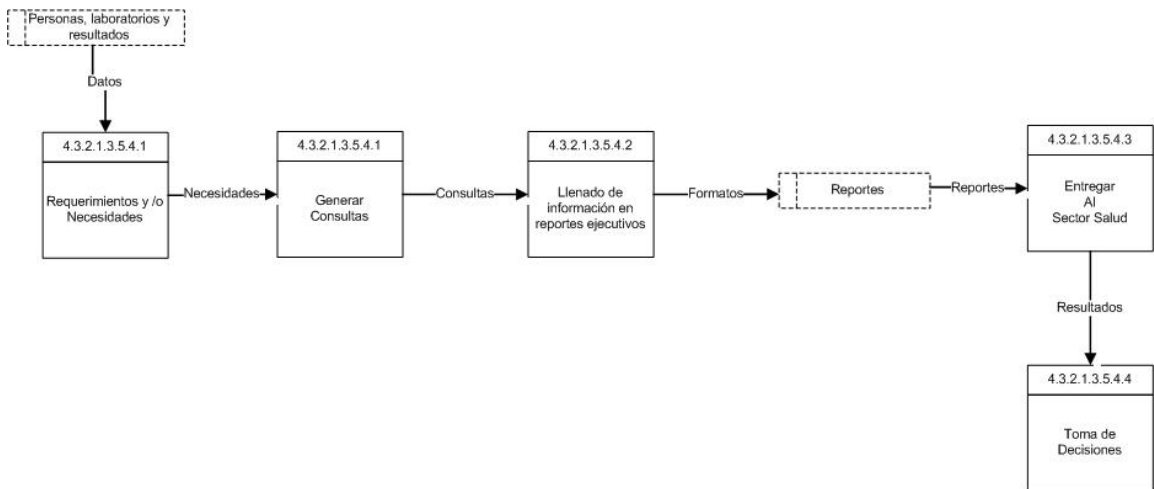 Personas, laboratorios y
resultados
Datos
4.3.2.1.3.5.4.1
Requerimientos y /o
Necesidades
Necesidades
4.3.2.1.3.5.4.1
Generar
Consultas
Consultas
4.3.2.1.3.5.4.2
Llenado de
información en
reportes ejecutivos
Formatos
Reportes
Reportes
4.3.2.1.3.5.4.3
Entregar
Al
Sector Salud
Resultados
4.3.2.1.3.5.4.4
Toma de
Decisiones